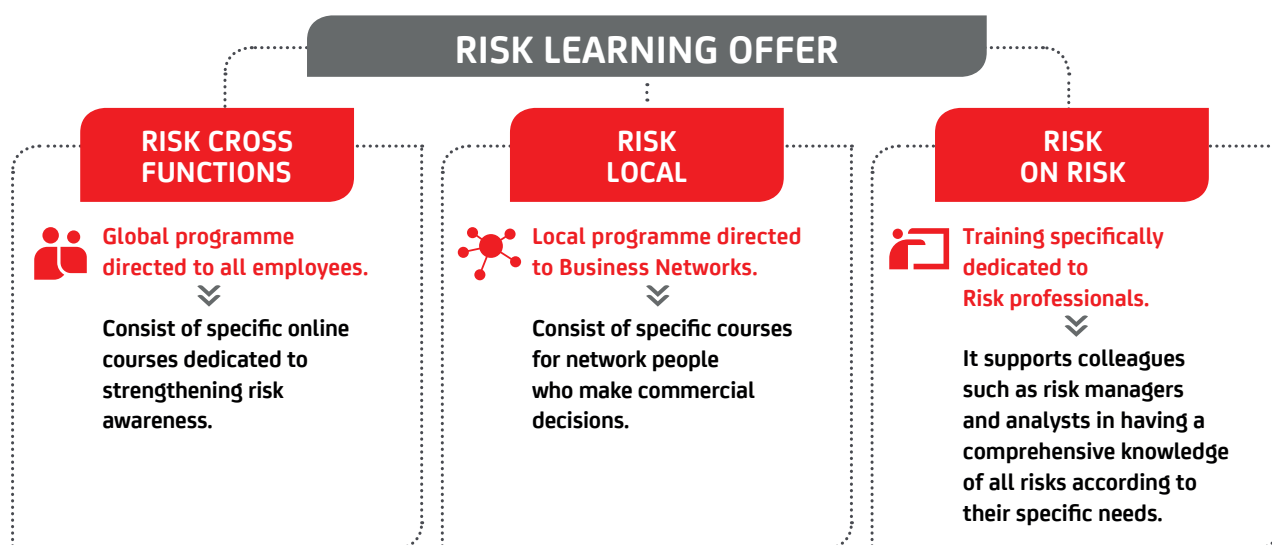 RISK LEARNING OFFER
RISK CROSS
FUNCTIONS
Global programme
directed to all employees.
Consist of specific online
courses dedicated to
strengthening risk
awareness.
RISK
LOCAL
Local programme directed
to Business Networks.
Consist of specific courses
for network people
who make commercial
decisions.
RISK
ON RISK
Training specifically
dedicated to
Risk professionals.
It supports colleagues
such as risk managers
and analysts in having a
comprehensive knowledge
of all risks according to
their specific needs.